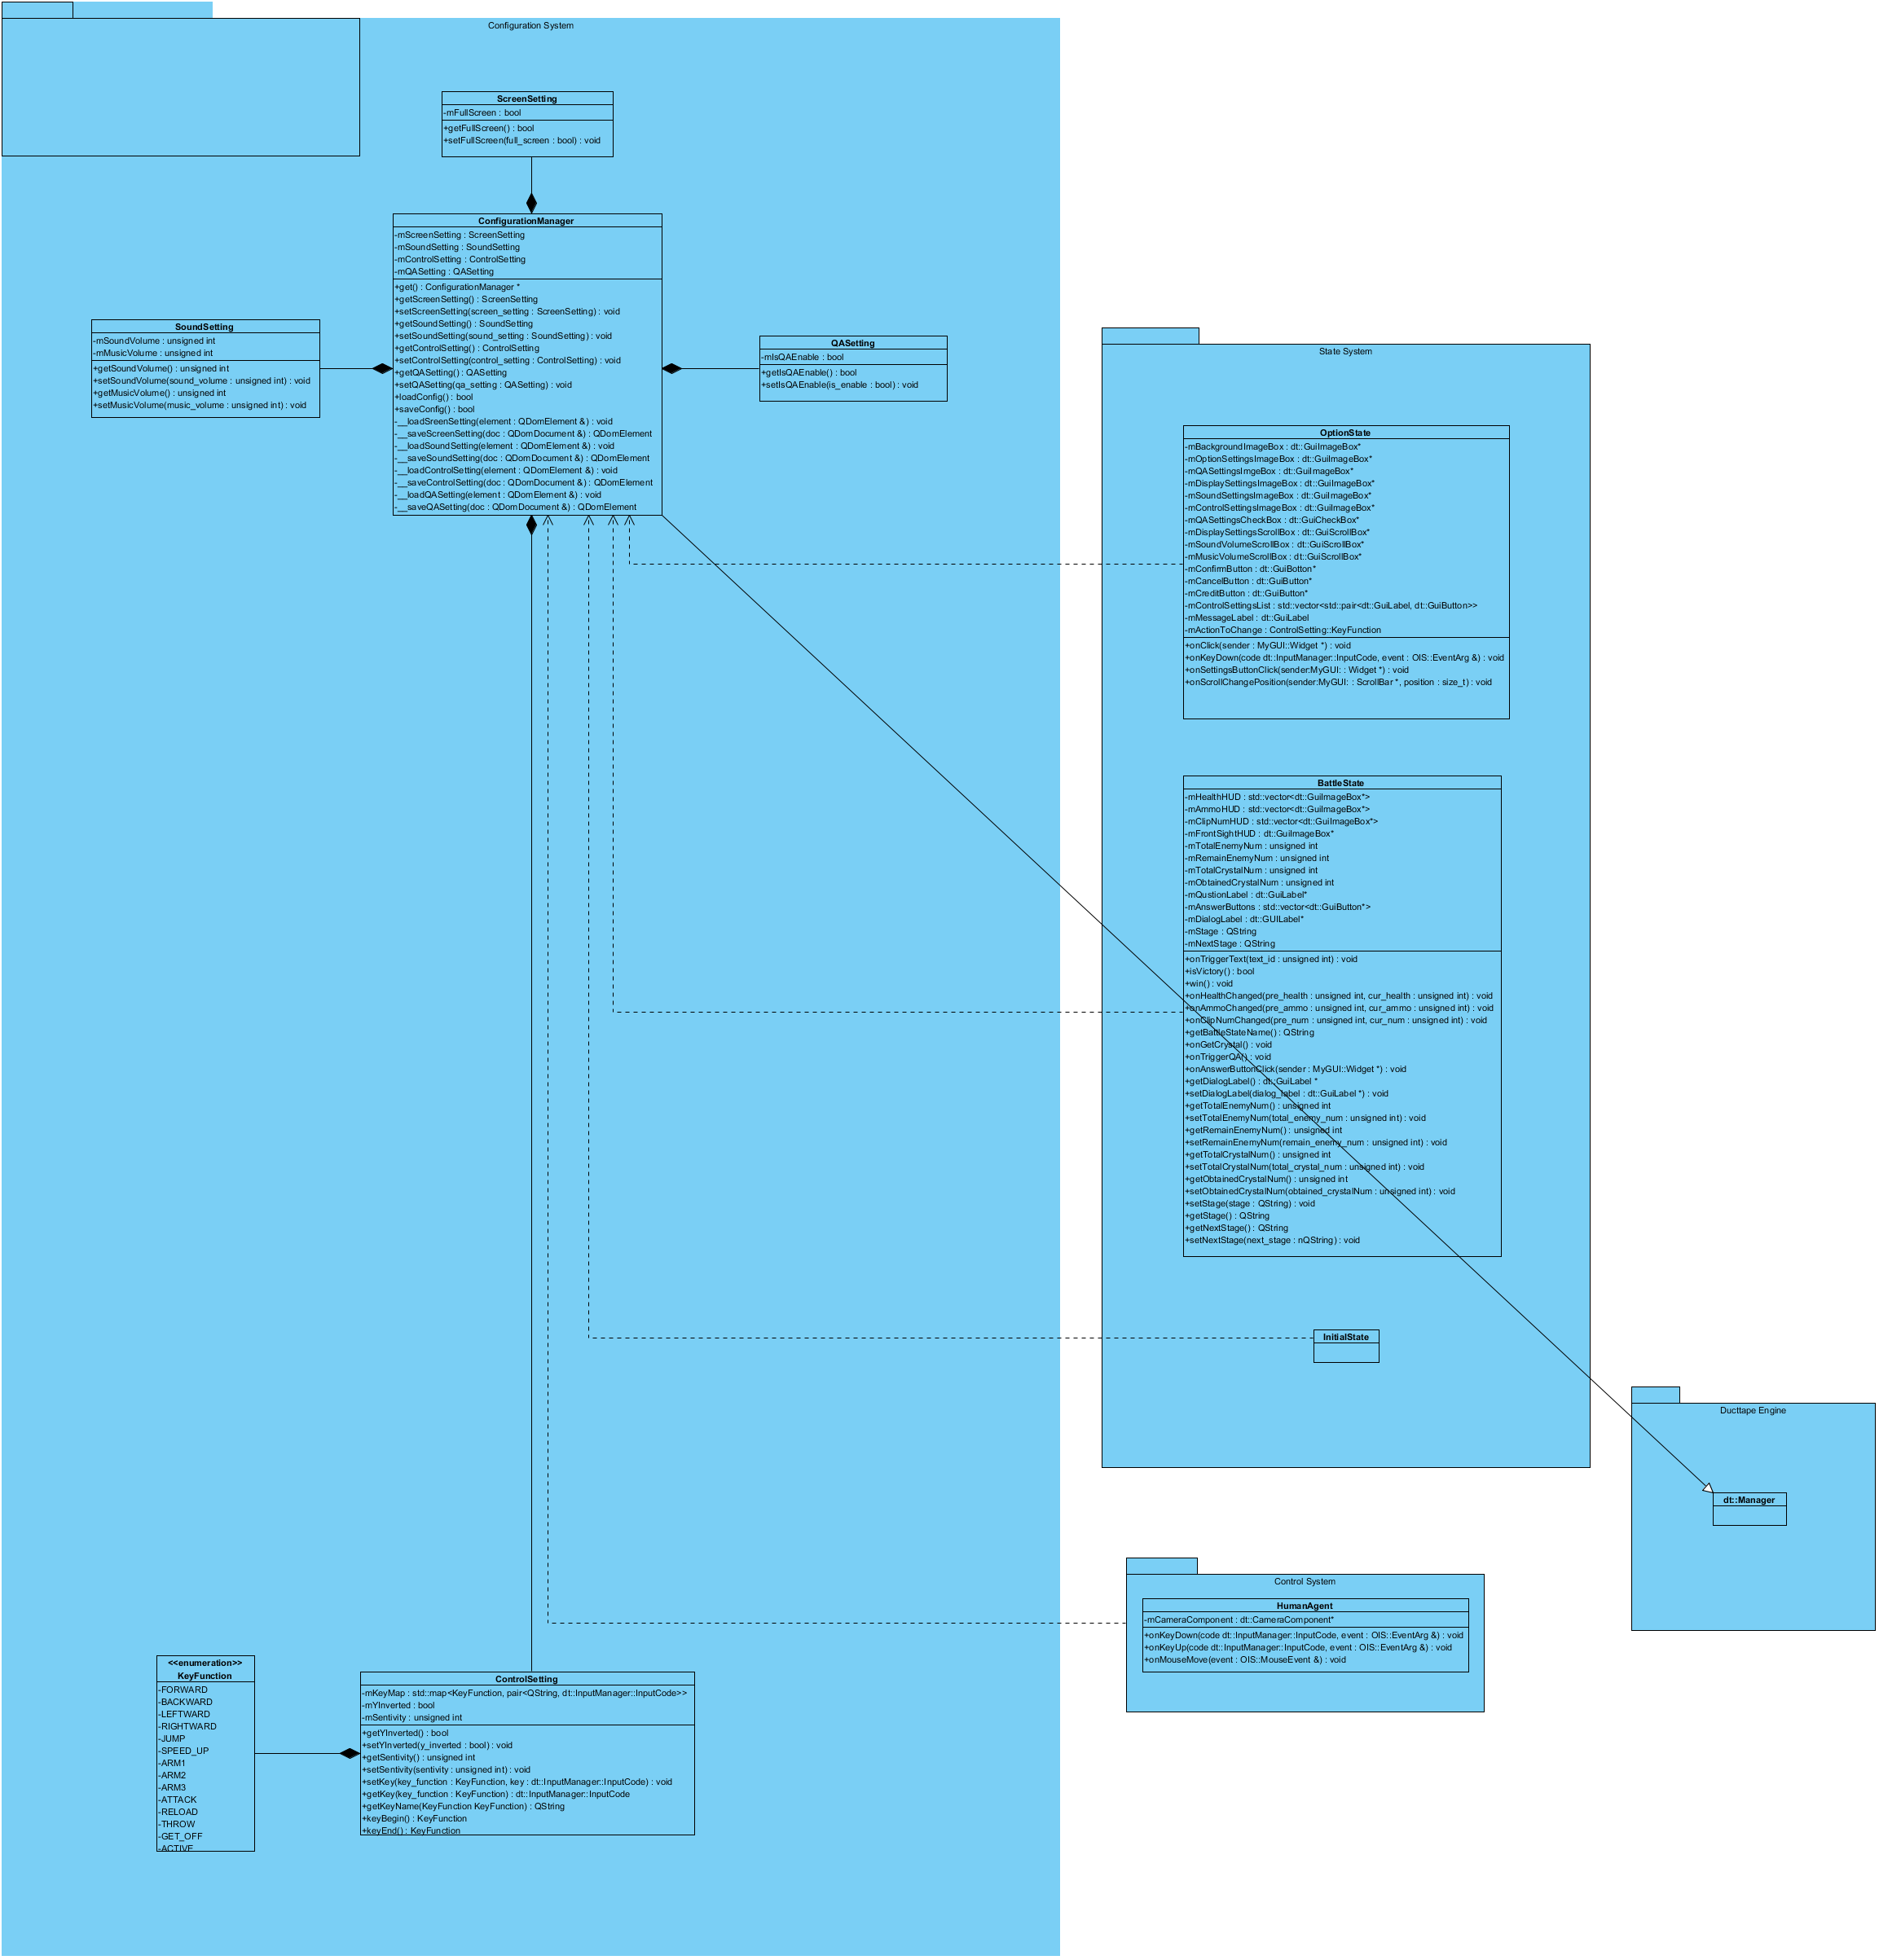 Configuration System
ScreenSetting
-mFullScreen : bool
+getFullScreen() : bool
+setFullScreen(full_screen : bool) : void
ConfigurationManager
-mScreenSetting : ScreenSetting
-mSoundSetting : SoundSetting
-mControlSetting : ControlSetting
-mQASetting : QASetting
+get() : ConfigurationManager *
+getScreenSetting() : ScreenSetting
+setScreenSetting(screen_setting : ScreenSetting) : void
+getSoundSetting() : SoundSetting
+setSoundSetting(sound_setting : SoundSetting) : void
+getControlSetting() : ControlSetting
+setControlSetting(control_setting : ControlSetting) : void
+getQASetting() : QASetting
+setQASetting(qa_setting : QASetting) : void
+loadConfig() : bool
+saveConfig() : bool
-__loadSreenSetting(element : QDomElement &) : void
-__saveScreenSetting(doc : QDomDocument &) : QDomElement
-__loadSoundSetting(element : QDomElement &) : void
-__saveSoundSetting(doc : QDomDocument &) : QDomElement
-__loadControlSetting(element : QDomElement &) : void
-__saveControlSetting(doc : QDomDocument &) : QDomElement
-__loadQASetting(element : QDomElement &) : void
-__saveQASetting(doc : QDomDocument &) : QDomElement
SoundSetting
-mSoundVolume : unsigned int
-mMusicVolume : unsigned int
+getSoundVolume() : unsigned int
+setSoundVolume(sound_volume : unsigned int) : void
+getMusicVolume() : unsigned int
+setMusicVolume(music_volume : unsigned int) : void
QASetting
-mIsQAEnable : bool
+getIsQAEnable() : bool
+setIsQAEnable(is_enable : bool) : void
State System
OptionState
-mBackgroundImageBox : dt::GuiImageBox*
-mOptionSettingsImageBox : dt::GuiImageBox*
-mQASettingsImgeBox : dt::GuiImageBox*
-mDisplaySettingsImageBox : dt::GuiImageBox*
-mSoundSettingsImageBox : dt::GuiImageBox*
-mControlSettingsImageBox : dt::GuiImageBox*
-mQASettingsCheckBox : dt::GuiCheckBox*
-mDisplaySettingsScrollBox : dt::GuiScrollBox*
-mSoundVolumeScrollBox : dt::GuiScrollBox*
-mMusicVolumeScrollBox : dt::GuiScrollBox*
-mConfirmButton : dt::GuiBotton*
-mCancelButton : dt::GuiButton*
-mCreditButton : dt::GuiButton*
-mControlSettingsList : std::vector<std::pair<dt::GuiLabel, dt::GuiButton>>
-mMessageLabel : dt::GuiLabel
-mActionToChange : ControlSetting::KeyFunction
+onClick(sender : MyGUI::Widget *) : void
+onKeyDown(code dt::InputManager::InputCode, event : OIS::EventArg &) : void
+onSettingsButtonClick(sender:MyGUI: : Widget *) : void
+onScrollChangePosition(sender:MyGUI: : ScrollBar *, position : size_t) : void
BattleState
-mHealthHUD : std::vector<dt::GuiImageBox*>
-mAmmoHUD : std::vector<dt::GuiImageBox*>
-mClipNumHUD : std::vector<dt::GuiImageBox*>
-mFrontSightHUD : dt::GuiImageBox*
-mTotalEnemyNum : unsigned int
-mRemainEnemyNum : unsigned int
-mTotalCrystalNum : unsigned int
-mObtainedCrystalNum : unsigned int
-mQustionLabel : dt::GuiLabel*
-mAnswerButtons : std::vector<dt::GuiButton*>
-mDialogLabel : dt::GUILabel*
-mStage : QString
-mNextStage : QString
+onTriggerText(text_id : unsigned int) : void
+isVictory() : bool
+win() : void
+onHealthChanged(pre_health : unsigned int, cur_health : unsigned int) : void
+onAmmoChanged(pre_ammo : unsigned int, cur_ammo : unsigned int) : void
+onClipNumChanged(pre_num : unsigned int, cur_num : unsigned int) : void
+getBattleStateName() : QString
+onGetCrystal() : void
+onTriggerQA() : void
+onAnswerButtonClick(sender : MyGUI::Widget *) : void
+getDialogLabel() : dt::GuiLabel *
+setDialogLabel(dialog_label : dt::GuiLabel *) : void
+getTotalEnemyNum() : unsigned int
+setTotalEnemyNum(total_enemy_num : unsigned int) : void
+getRemainEnemyNum() : unsigned int
+setRemainEnemyNum(remain_enemy_num : unsigned int) : void
+getTotalCrystalNum() : unsigned int
+setTotalCrystalNum(total_crystal_num : unsigned int) : void
+getObtainedCrystalNum() : unsigned int
+setObtainedCrystalNum(obtained_crystalNum : unsigned int) : void
+setStage(stage : QString) : void
+getStage() : QString
+getNextStage() : QString
+setNextStage(next_stage : nQString) : void
InitialState
Ducttape Engine
dt::Manager
Control System
HumanAgent
-mCameraComponent : dt::CameraComponent*
+onKeyDown(code dt::InputManager::InputCode, event : OIS::EventArg &) : void
+onKeyUp(code dt::InputManager::InputCode, event : OIS::EventArg &) : void
+onMouseMove(event : OIS::MouseEvent &) : void
<<enumeration>>
KeyFunction
-FORWARD
-BACKWARD
-LEFTWARD
-RIGHTWARD
-JUMP
-SPEED_UP
-ARM1
-ARM2
-ARM3
-ATTACK
-RELOAD
-THROW
-GET_OFF
-ACTIVE
ControlSetting
-mKeyMap : std::map<KeyFunction, pair<QString, dt::InputManager::InputCode>>
-mYInverted : bool
-mSentivity : unsigned int
+getYInverted() : bool
+setYInverted(y_inverted : bool) : void
+getSentivity() : unsigned int
+setSentivity(sentivity : unsigned int) : void
+setKey(key_function : KeyFunction, key : dt::InputManager::InputCode) : void
+getKey(key_function : KeyFunction) : dt::InputManager::InputCode
+getKeyName(KeyFunction KeyFunction) : QString
+keyBegin() : KeyFunction
+keyEnd() : KeyFunction